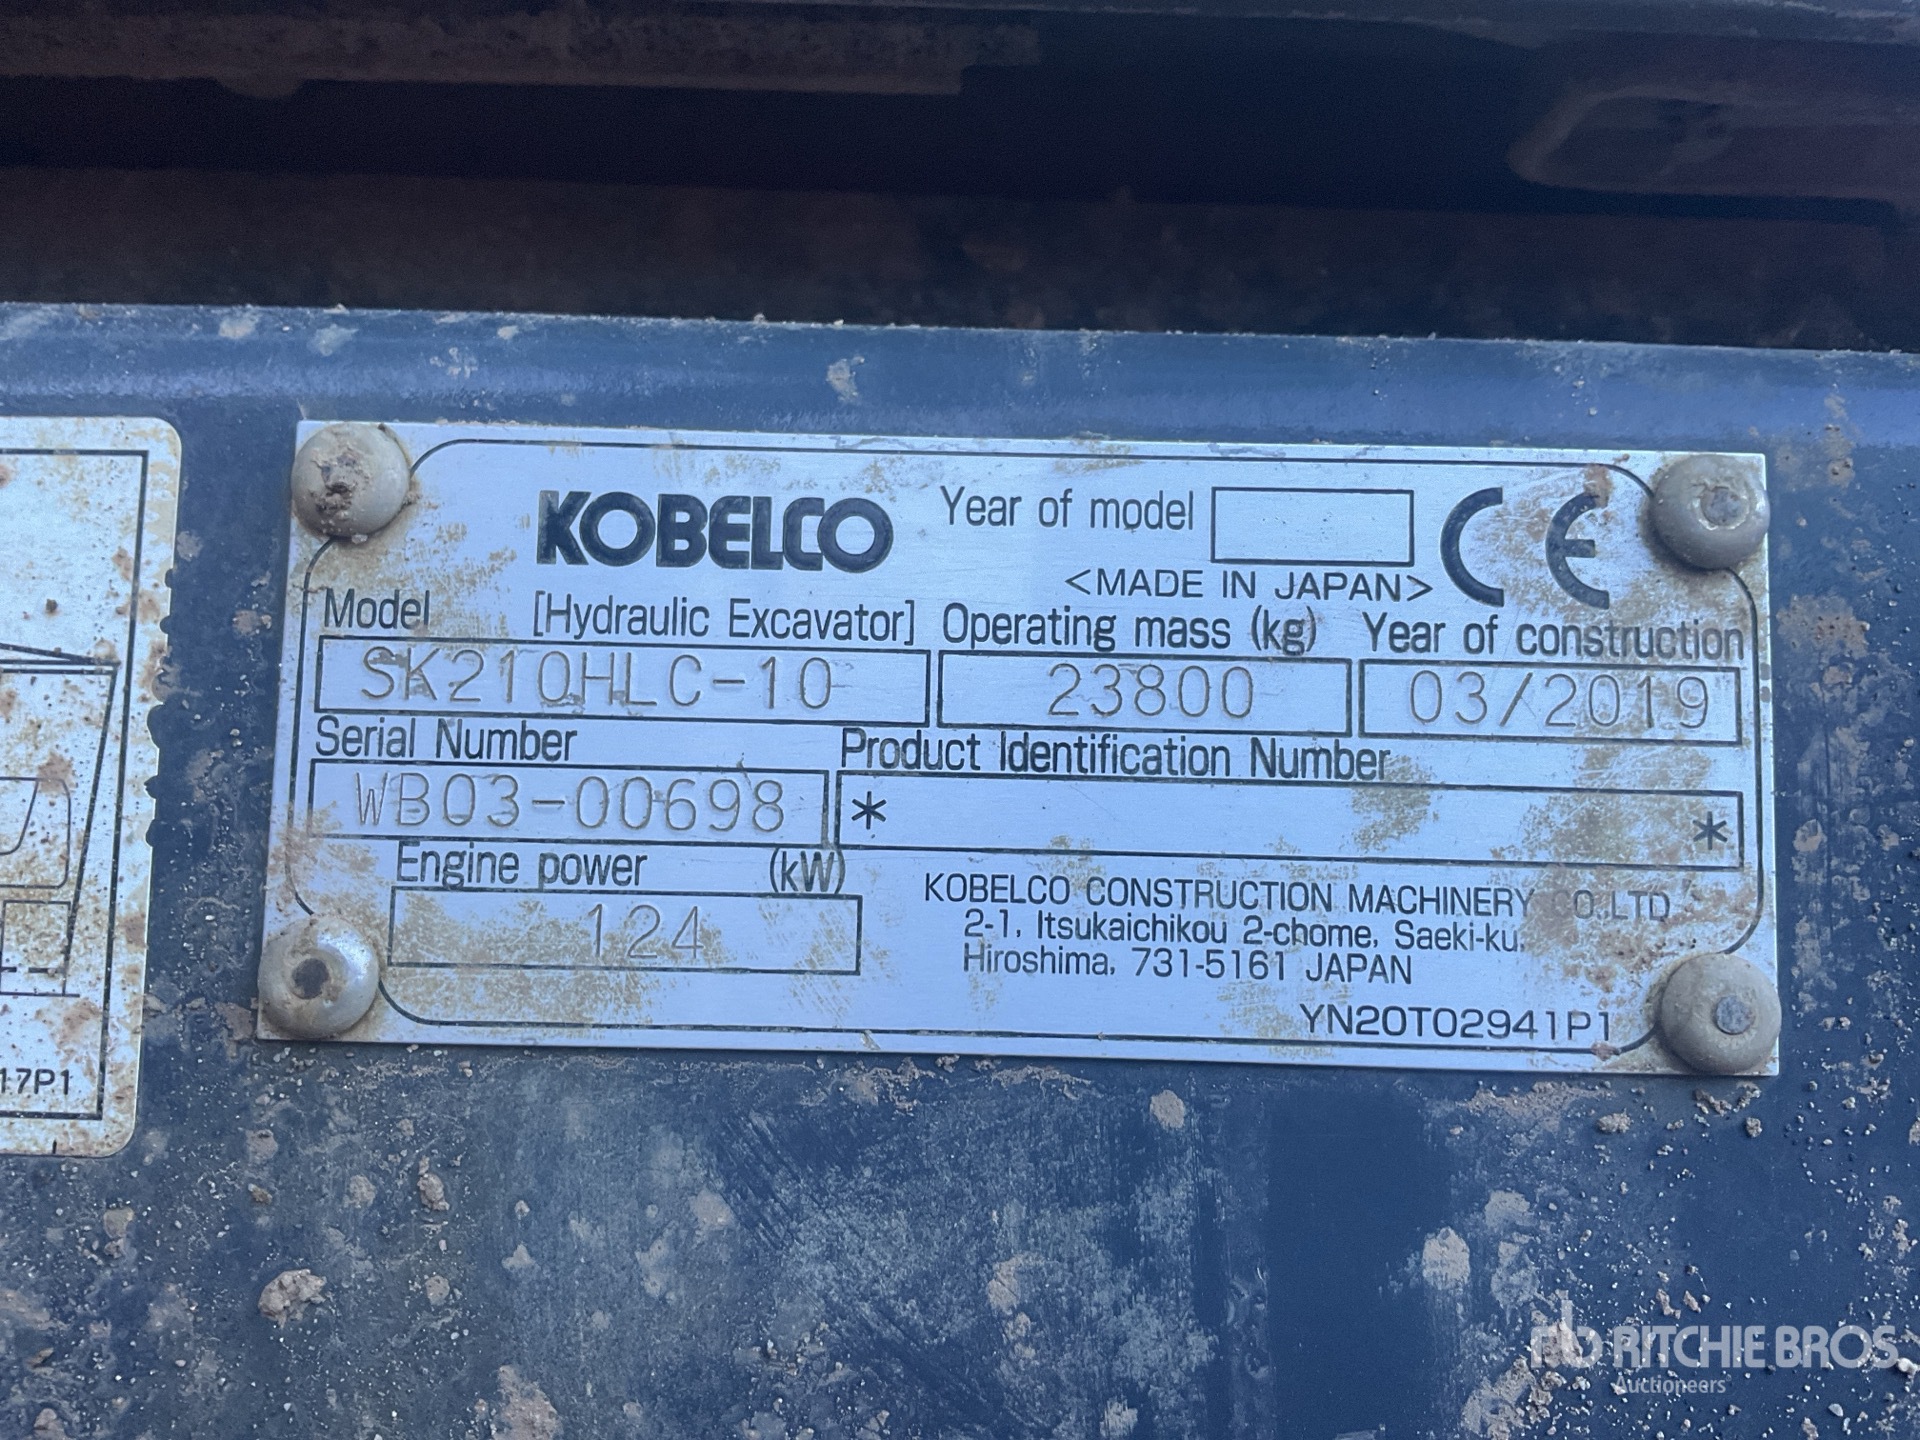 KOBELCO Year of model CE
<MADE IN JAPAN>
Model [Hydraulic Excavator] Operating mass (kg) Year of construction
SK210HLC-10 23800 03/2019
Serial Number Product Identification Number
WB03-00698 * *
Engine power (kW)
124
KOBELCO CONSTRUCTION MACHINERY CO.,LTD
2-1, Itsukaichikou 2-chome, Saeki-ku,
Hiroshima, 731-5161 JAPAN
YN20T02941P1
17P1
rb RITCHIE BROS
Auctioneers